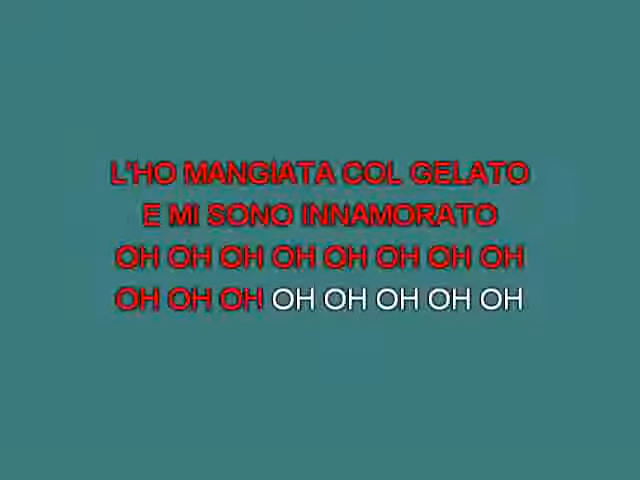 L'HO MANGIATA COL GELATO
E MI SONO INNAMORATO
OH OH OH OH OH OH OH OH
OH OH OH OH OH OH OH OH